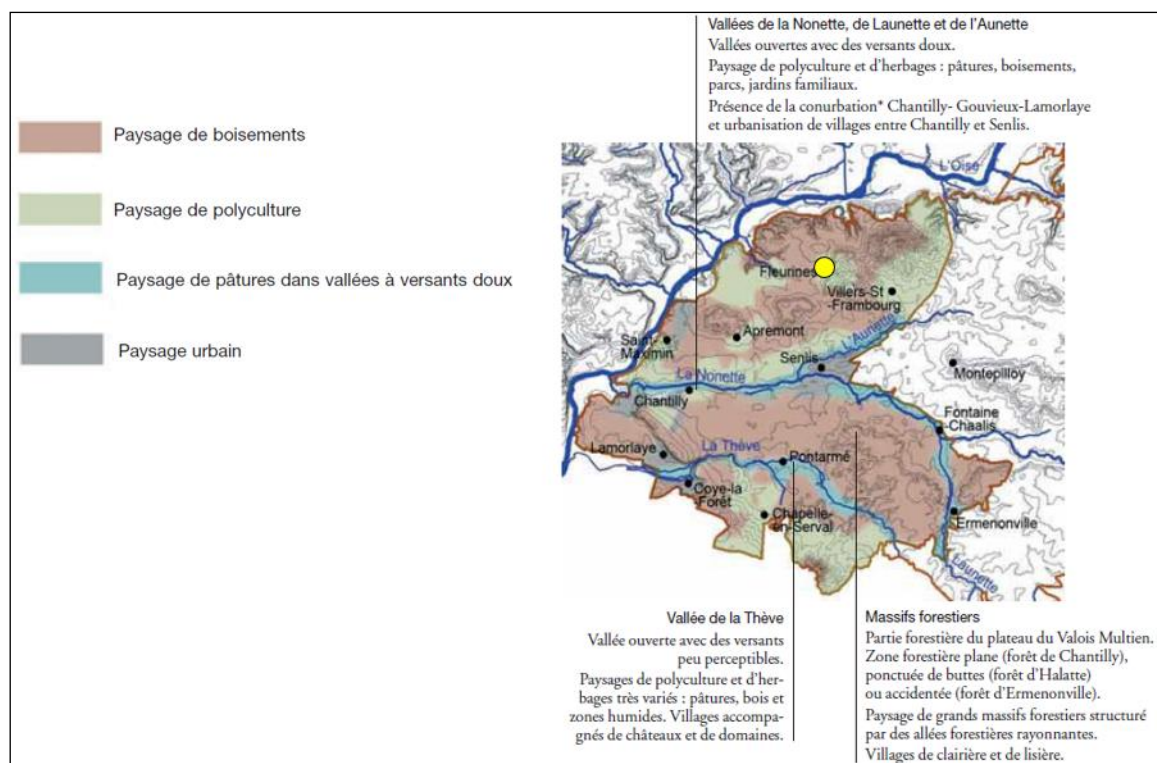 Vallées de la Nonette, de Launette et de l'Aunette
Vallées ouvertes avec des versants doux.
Paysage de polyculture et d'herbages : pâtures, boisements,
parcs, jardins familiaux.
Présence de la conurbation* Chantilly- Gouvieux-Lamorlaye
et urbanisation de villages entre Chantilly et Senlis.
Paysage de boisements
Paysage de polyculture
Paysage de pâtures dans vallées à versants doux
Paysage urbain
L'Oise
Fleurines
Villers-St
-Frambourg
L'Aunette
Saint-
Maximin
Apremont
Senlis
Montepilloy
La Nonette
Chantilly
Fontaine
-Chaalis
Lamorlaye
La Thève
Pontarmé
Coye-la
-Forêt
Chapelle-
en-Serval
Ermenonville
Launette
Vallée de la Thève
Vallée ouverte avec des versants
peu perceptibles.
Paysages de polyculture et d'her-
bages très variés : pâtures, bois et
zones humides. Villages accompa-
gnés de châteaux et de domaines.
Massifs forestiers
Partie forestière du plateau du Valois Multien.
Zone forestière plane (forêt de Chantilly),
ponctuée de buttes (forêt d'Halatte)
ou accidentée (forêt d'Ermenonville).
Paysage de grands massifs forestiers structuré
par des allées forestières rayonnantes.
Villages de clairière et de lisière.